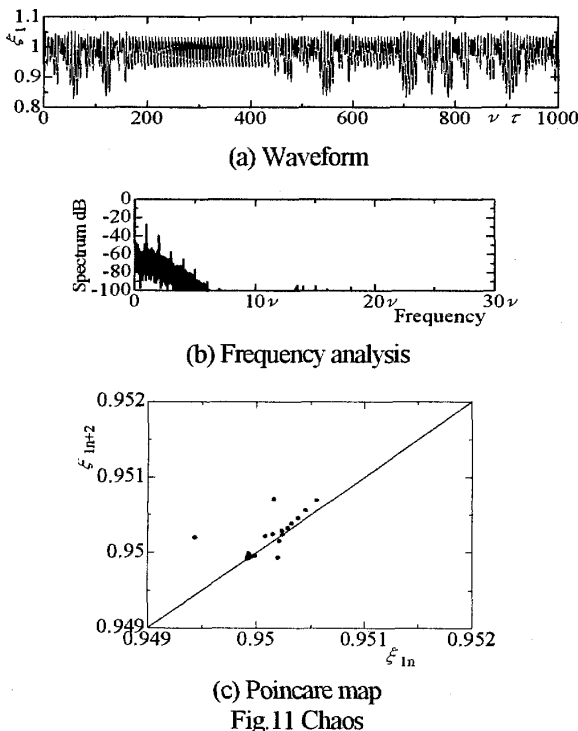 ξ1
1.1
1
0.9
0.8
0 200 400 600 800 ν τ 1000
(a) Waveform
Spectrum dB
0
-20
-40
-60
-80
-100
0 10ν 20ν 30ν
Frequency
(b) Frequency analysis
0.952
0.951
0.95
0.949
ξ1n+2
0.949 0.95 0.951 0.952
ξ1n
(c) Poincare map
Fig.11 Chaos